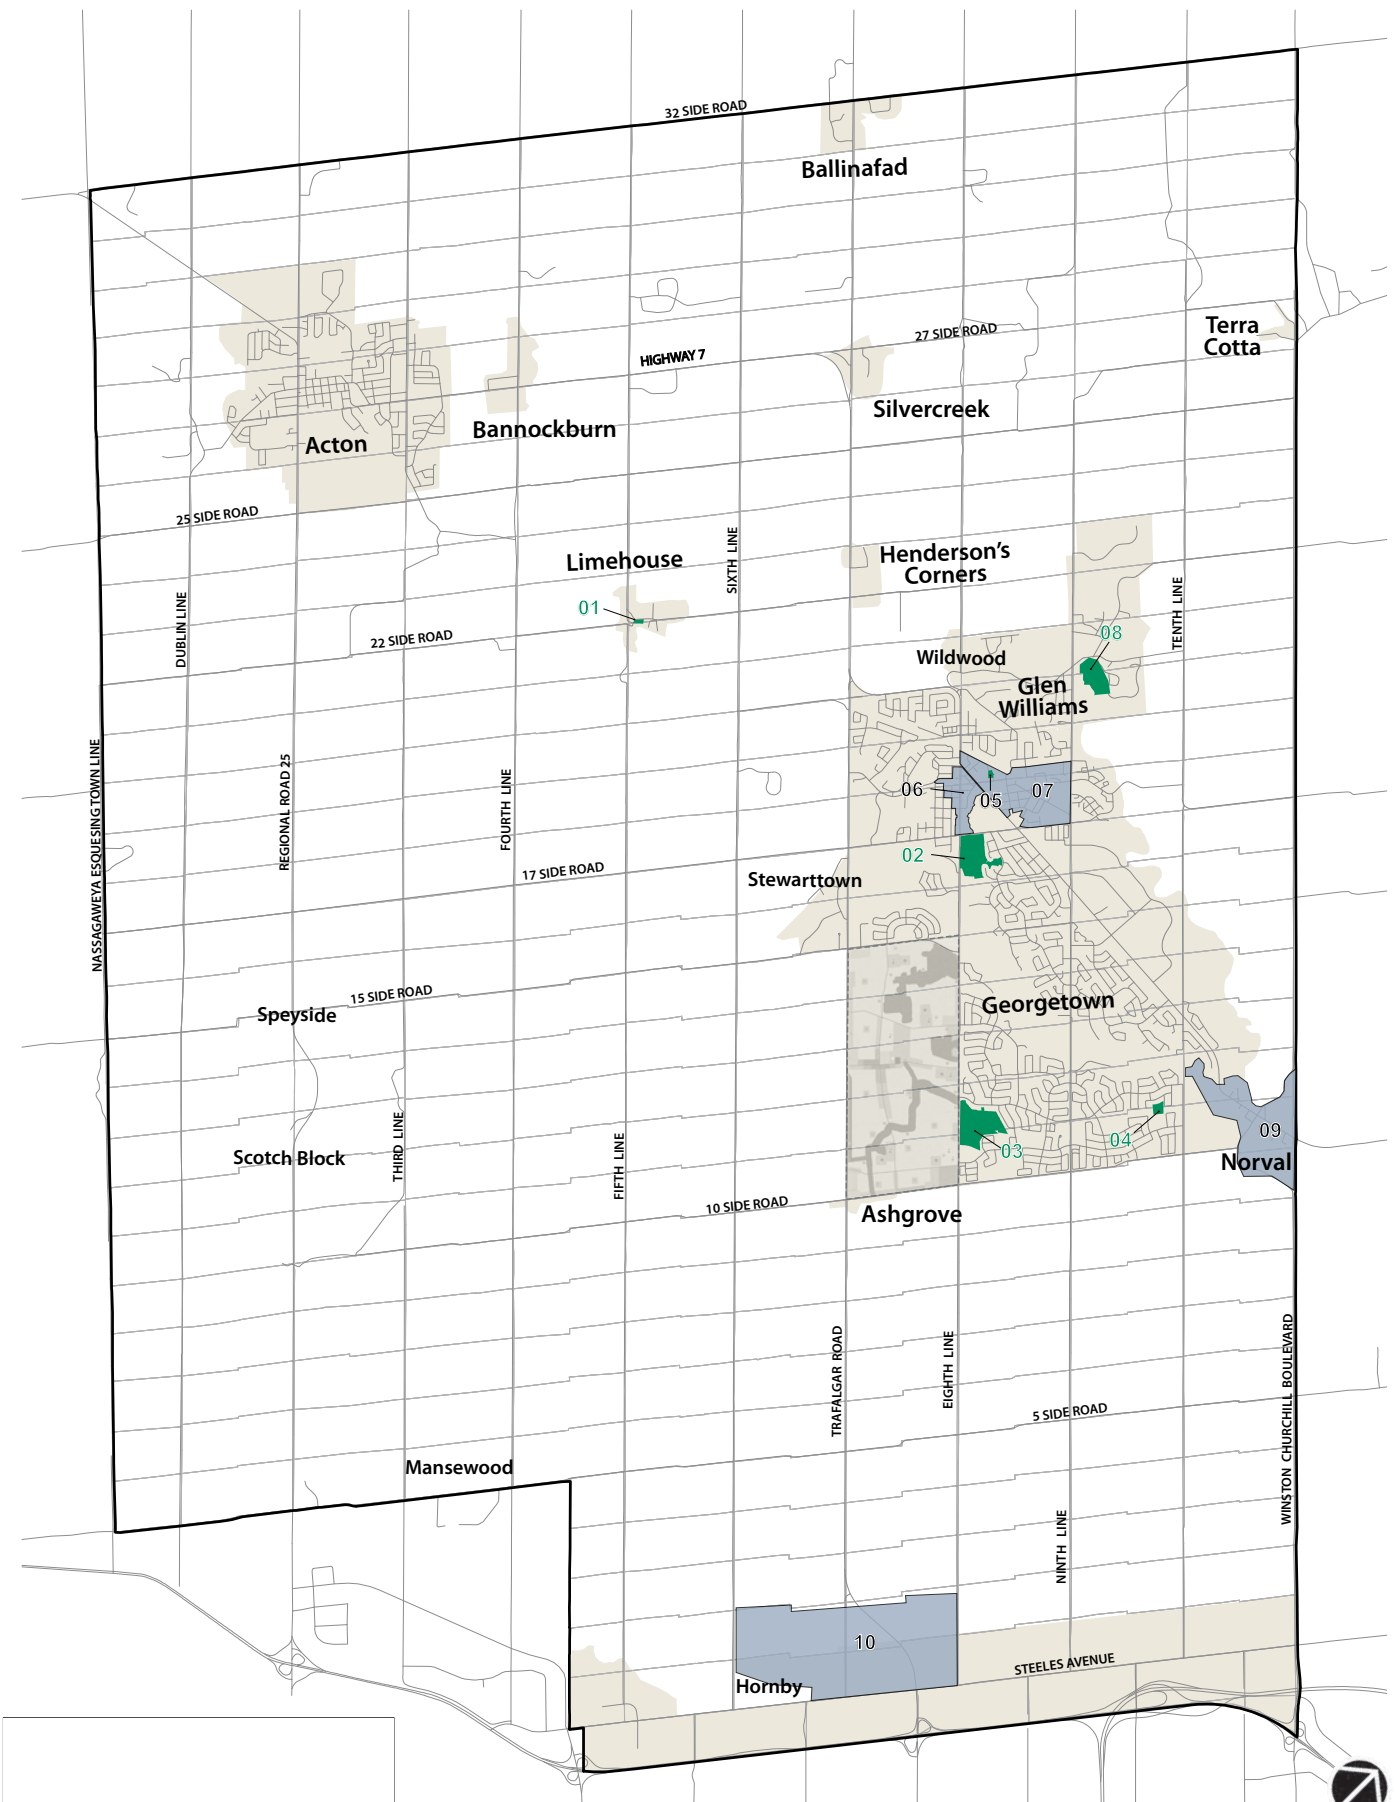 32 SIDE ROAD
Ballinafad
27 SIDE ROAD
Terra
Cotta
HIGHWAY 7
Silvercreek
Bannockburn
Acton
25 SIDE ROAD
Limehouse
SIXTH LINE
Henderson's
Corners
01
DUBLIN LINE
TENTH LINE
22 SIDE ROAD
08
Wildwood
Glen
Williams
NASSAGAWEYA ESQUESING TOWN LINE
REGIONAL ROAD 25
FOURTH LINE
06
05
07
02
17 SIDE ROAD
Stewarttown
15 SIDE ROAD
Speyside
Georgetown
THIRD LINE
FIFTH LINE
04
03
09
Scotch Block
Norval
10 SIDE ROAD
Ashgrove
TRAFALGAR ROAD
EIGHTH LINE
WINSTON CHURCHILL BOULEVARD
5 SIDE ROAD
Mansewood
NINTH LINE
10
STEELES AVENUE
Hornby